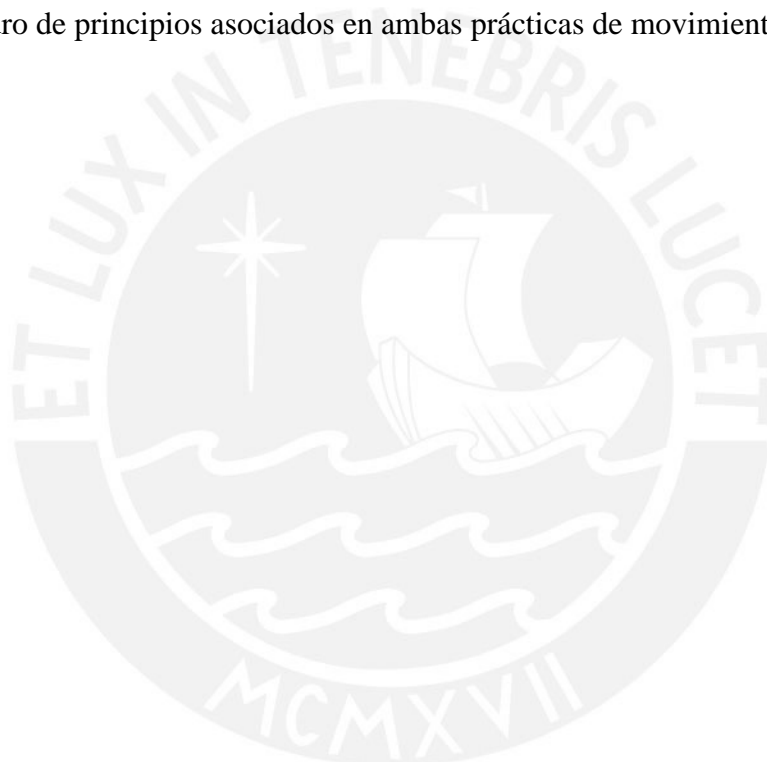 ro de principios asociados en ambas prácticas de movimient
ET LUX IN TENEBRIS LUCET
MCMXVII